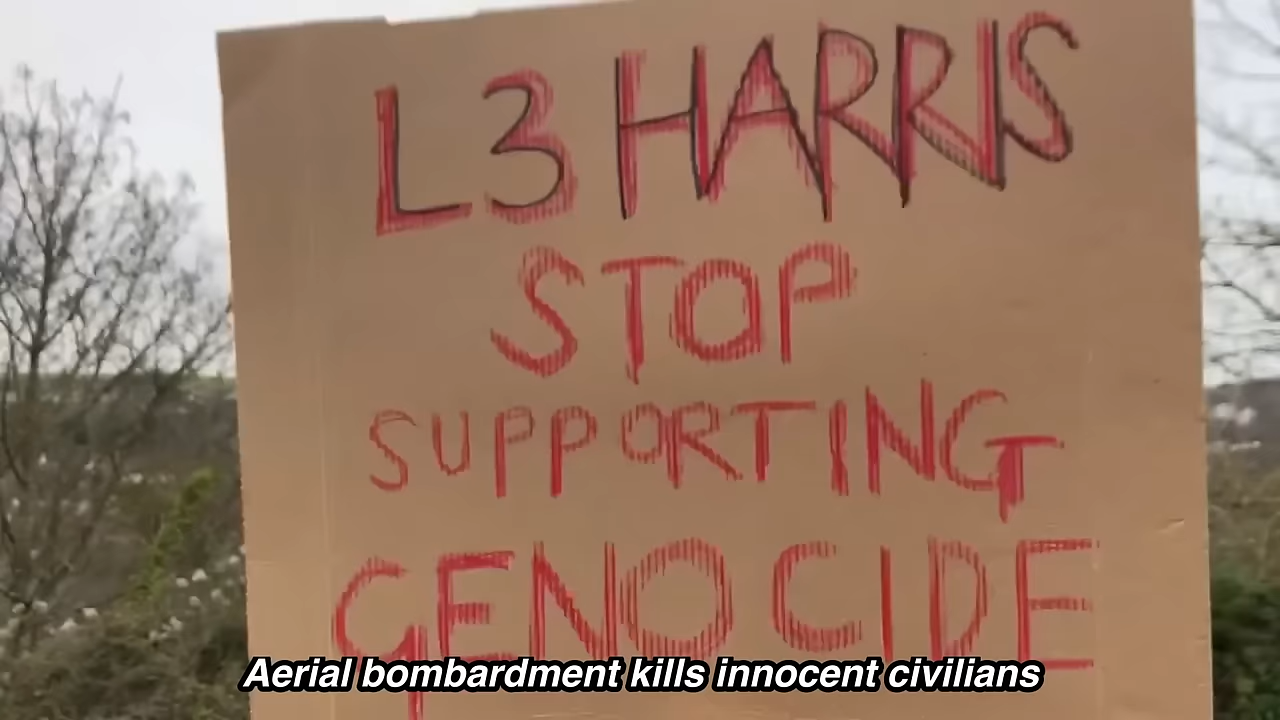 L3 HARRIS
STOP
SUPPORTING
GENOCIDE
Aerial bombardment kills innocent civilians